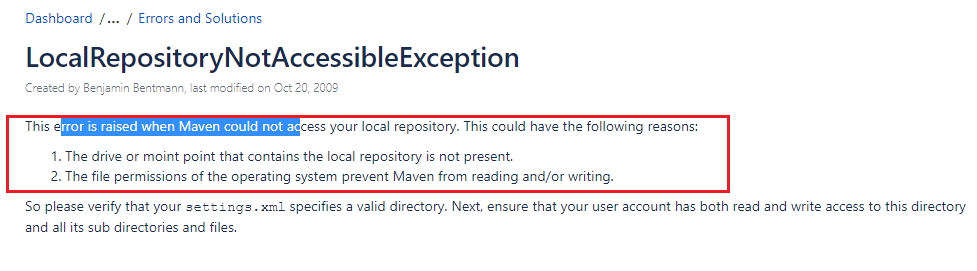 Dashboard /... / Errors and Solutions
LocalRepositoryNotAccessibleException
Created by Benjamin Bentmann, last modified on Oct 20, 2009
This error is raised when Maven could not access your local repository. This could have the following reasons:
1. The drive or moint point that contains the local repository is not present.
2. The file permissions of the operating system prevent Maven from reading and/or writing.
So please verify that your settings.xml specifies a valid directory. Next, ensure that your user account has both read and write access to this directory
and all its sub directories and files.